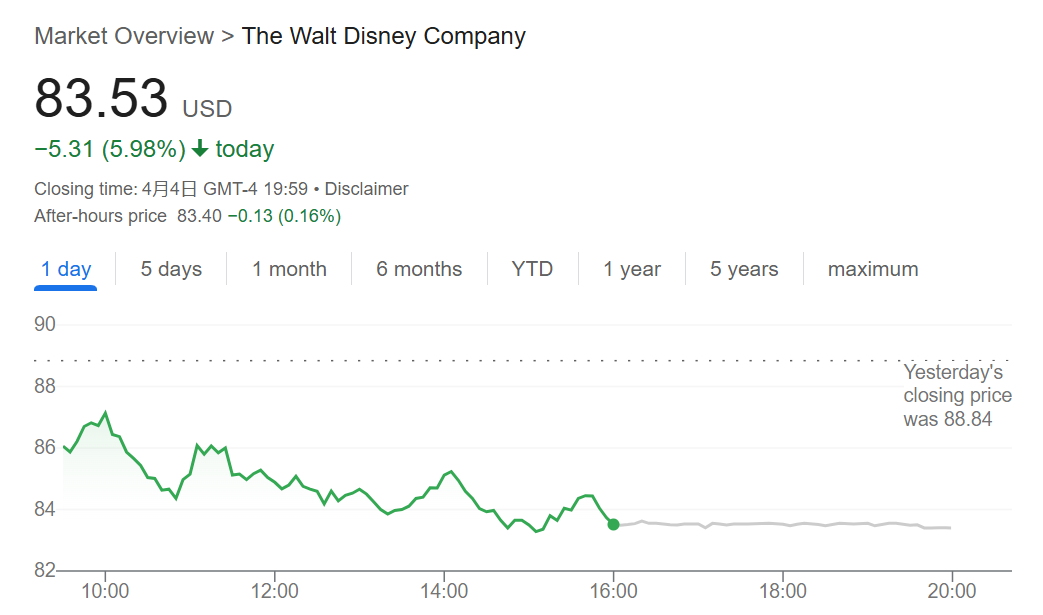 Market Overview > The Walt Disney Company
83.53 USD
−5.31 (5.98%) ↓ today
Closing time: 4月4日 GMT-4 19:59 • Disclaimer
After-hours price 83.40 −0.13 (0.16%)
1 day 5 days 1 month 6 months YTD 1 year 5 years maximum
90
Yesterday's
closing price
was 88.84
88
86
84
82
10:00 12:00 14:00 16:00 18:00 20:00